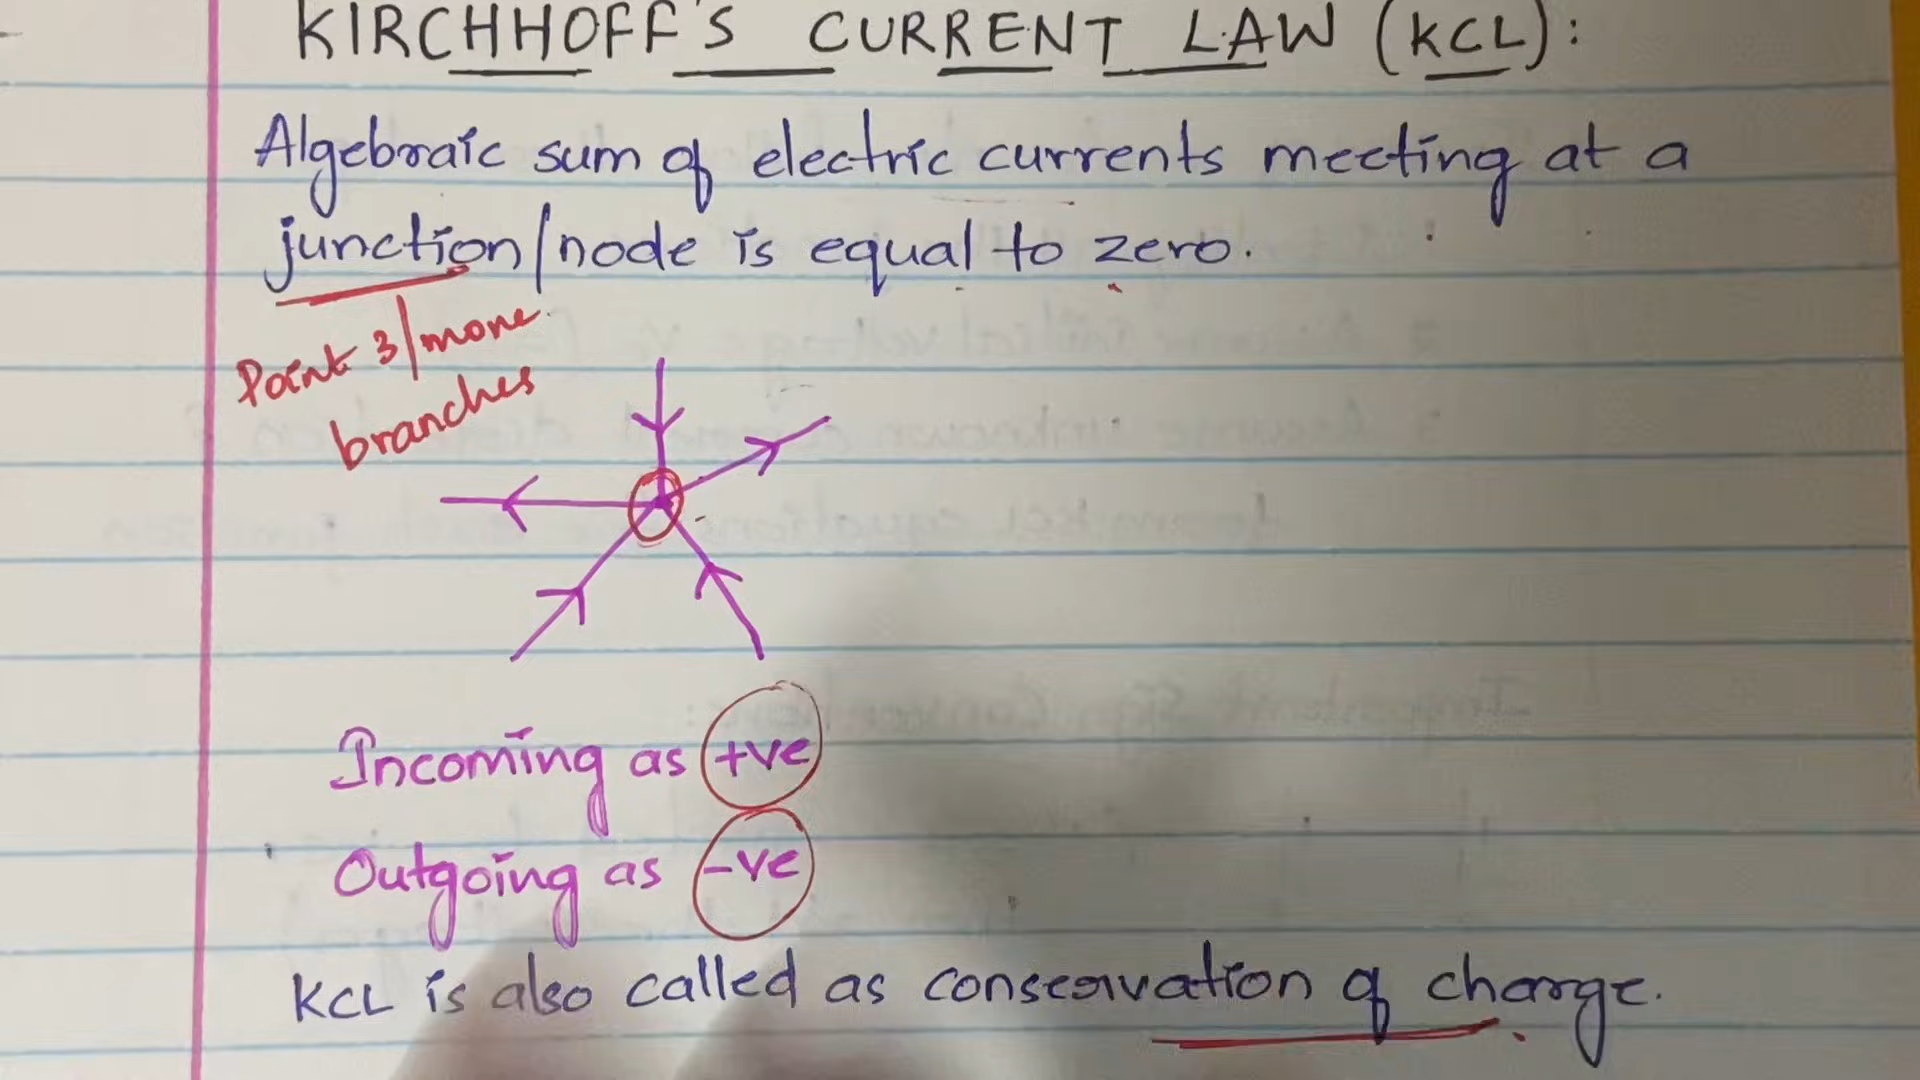 KIRCHHOFF'S CURRENT LAW (KCL):
Algebraic sum of electric currents meeting at a
junction/node is equal to zero.
Point 3/more
branches
Incoming as +ve
Outgoing as -ve
KCL is also called as conservation of charge.